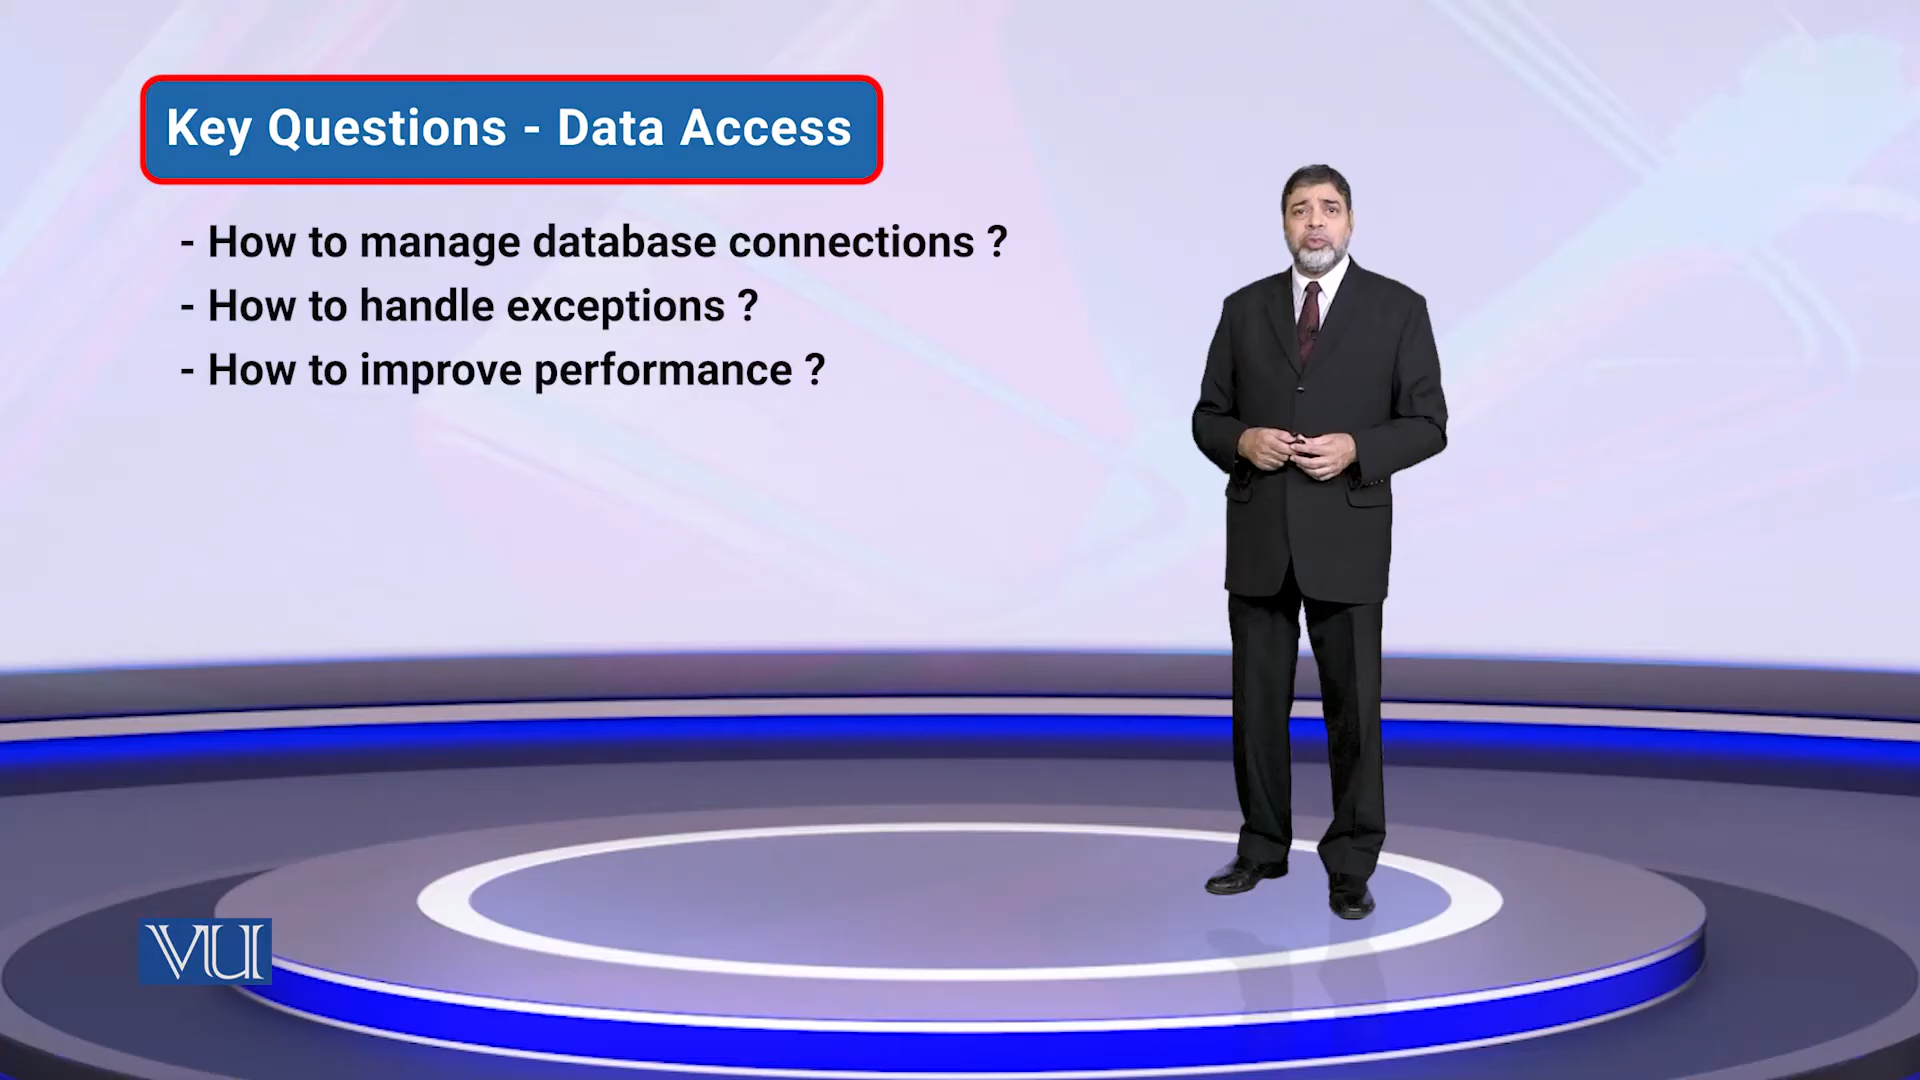 Key Questions - Data Access
- How to manage database connections ?
- How to handle exceptions ?
- How to improve performance ?
VU